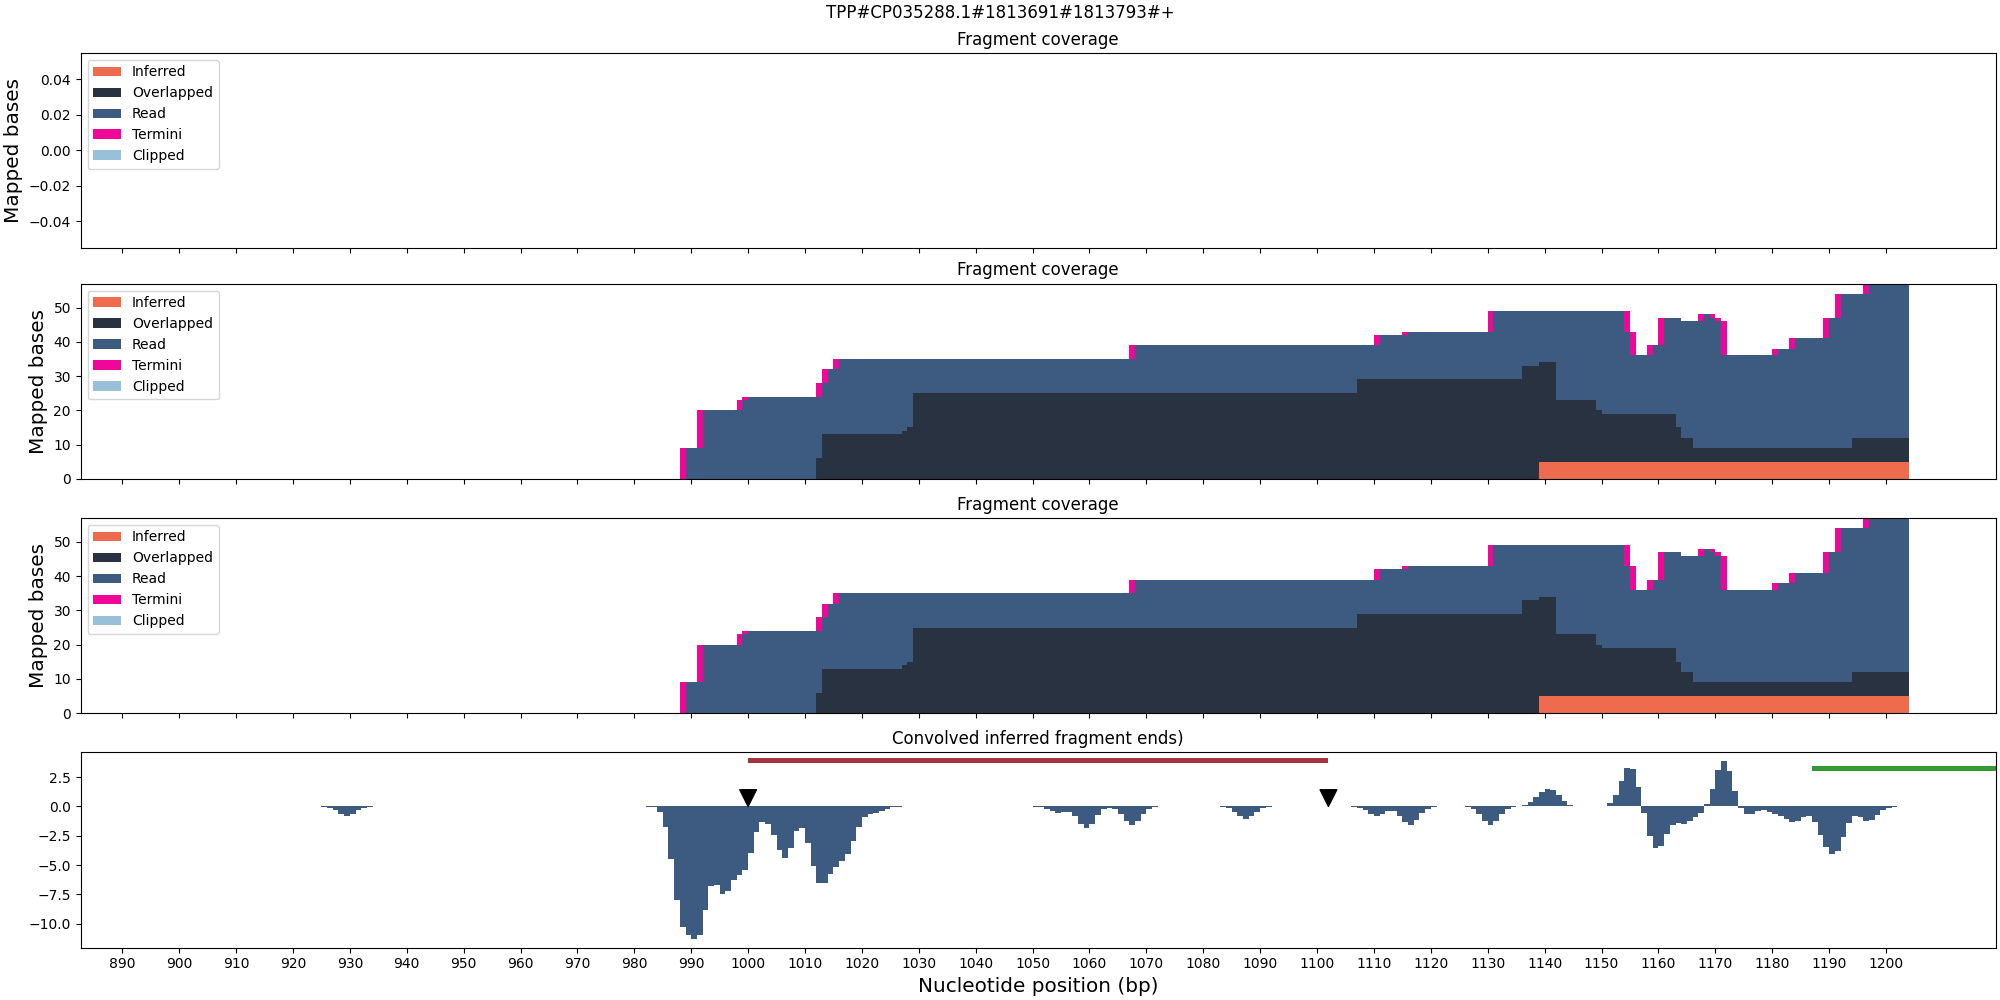 TPP#CP035288.1#1813691#1813793#+
Fragment coverage
Mapped bases
0.04
0.02
0.00
−0.02
−0.04
Inferred
Overlapped
Read
Termini
Clipped
Fragment coverage
Mapped bases
50
40
30
20
10
0
Inferred
Overlapped
Read
Termini
Clipped
Fragment coverage
Mapped bases
50
40
30
20
10
0
Inferred
Overlapped
Read
Termini
Clipped
Convolved inferred fragment ends)
2.5
0.0
−2.5
−5.0
−7.5
−10.0
890 900 910 920 930 940 950 960 970 980 990 1000 1010 1020 1030 1040 1050 1060 1070 1080 1090 1100 1110 1120 1130 1140 1150 1160 1170 1180 1190 1200
Nucleotide position (bp)